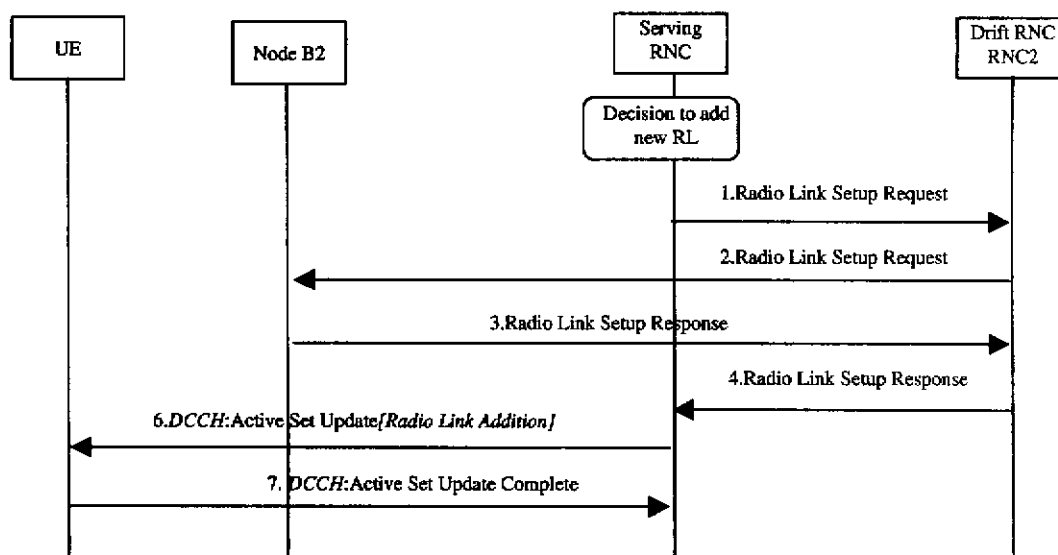 UE
Node B2
Serving
RNC
Drift RNC
RNC2
Decision to add
new RL
1.Radio Link Setup Request
2.Radio Link Setup Request
3.Radio Link Setup Response
4.Radio Link Setup Response
6.DCCH:Active Set Update[Radio Link Addition]
7. DCCH:Active Set Update Complete